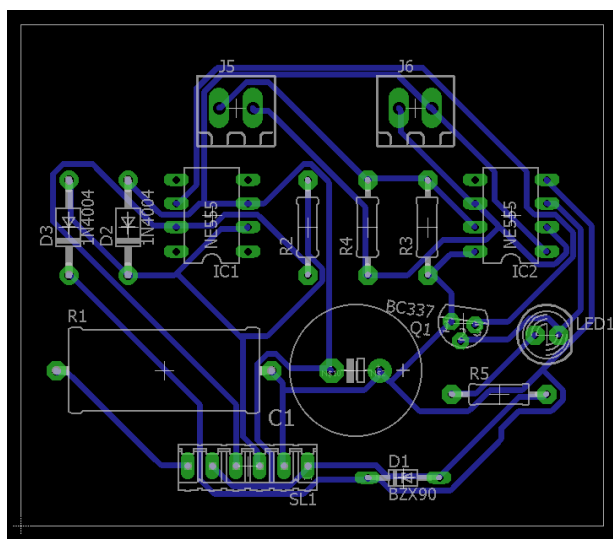 J5
J6
D3
1N4004
D2
1N4004
NE555
IC1
R2
R4
R3
NE555
IC2
BC337
Q1
LED1
R1
C1
R5
SL1
D1
BZX90
+